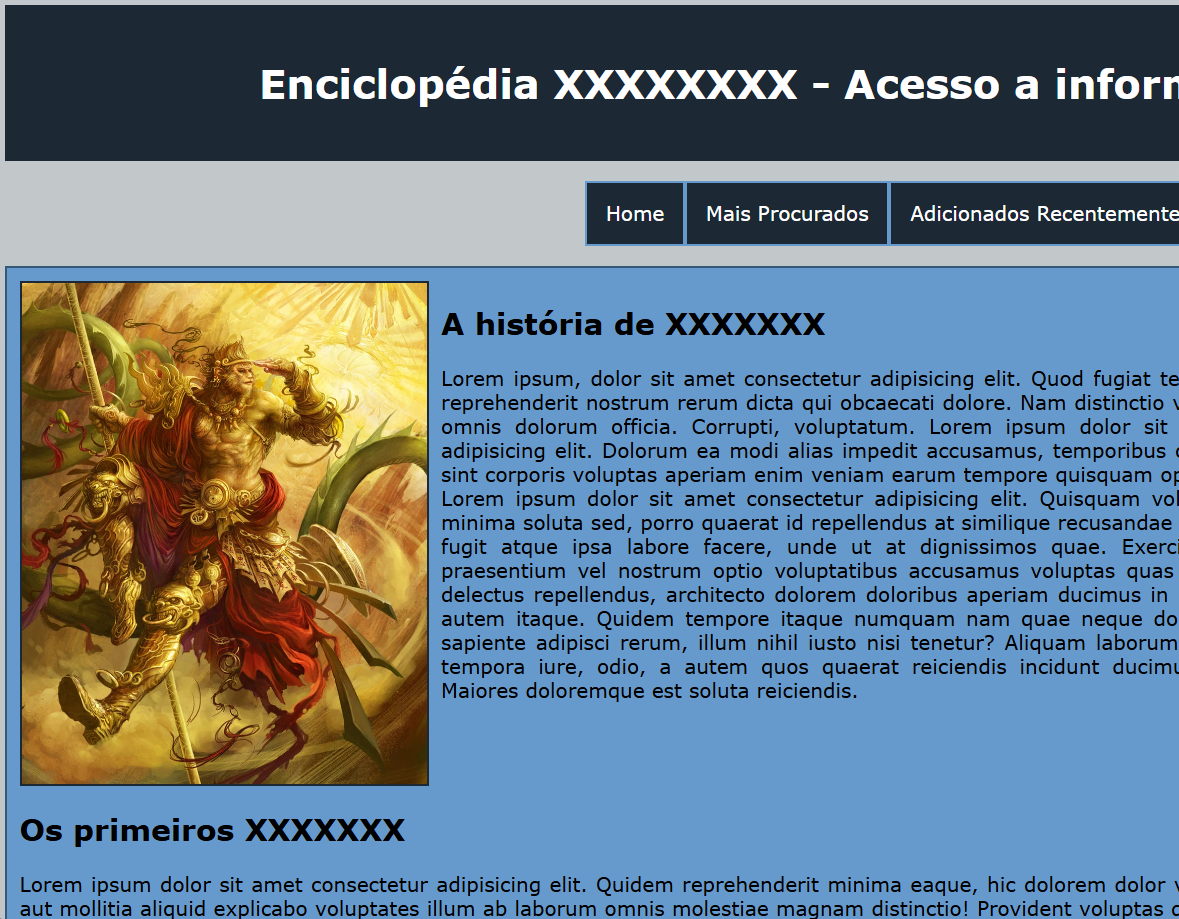 Enciclopédia XXXXXXXX - Acesso a inforr
Home Mais Procurados Adicionados Recentemente
A história de XXXXXXX
Lorem ipsum, dolor sit amet consectetur adipisicing elit. Quod fugiat te
reprehenderit nostrum rerum dicta qui obcaecati dolore. Nam distinctio v
omnis dolorum officia. Corrupti, voluptatum. Lorem ipsum dolor sit
adipisicing elit. Dolorum ea modi alias impedit accusamus, temporibus
sint corporis voluptas aperiam enim veniam earum tempore quisquam op
Lorem ipsum dolor sit amet consectetur adipisicing elit. Quisquam vol
minima soluta sed, porro quaerat id repellendus at similique recusandae
fugit atque ipsa labore facere, unde ut at dignissimos quae. Exerci
praesentium vel nostrum optio voluptatibus accusamus voluptas quas
delectus repellendus, architecto dolorem doloribus aperiam ducimus in
autem itaque. Quidem tempore itaque numquam nam quae neque do
sapiente adipisci rerum, illum nihil iusto nisi tenetur? Aliquam laborum
tempora iure, odio, a autem quos quaerat reiciendis incidunt ducimu
Maiores doloremque est soluta reiciendis.
Os primeiros XXXXXXX
Lorem ipsum dolor sit amet consectetur adipisicing elit. Quidem reprehenderit minima eaque, hic dolorem dolor v
aut mollitia aliquid explicabo voluptates illum ab laborum omnis molestiae magnam distinctio! Provident voluptas